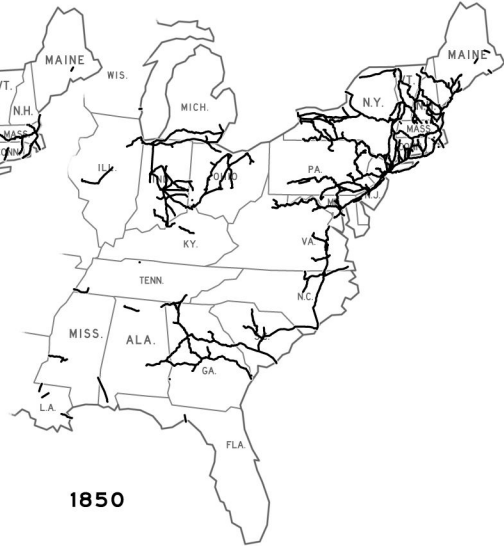 MAINE
WIS.
MAINE
VT.
N.H.
MASS
CONN
MICH.
N.Y.
VT.
MASS.
ILL.
IND.
OHIO
PA.
N.J.
KY.
VA.
TENN.
N.C.
MISS.
ALA.
GA.
L.A.
FLA.
1850